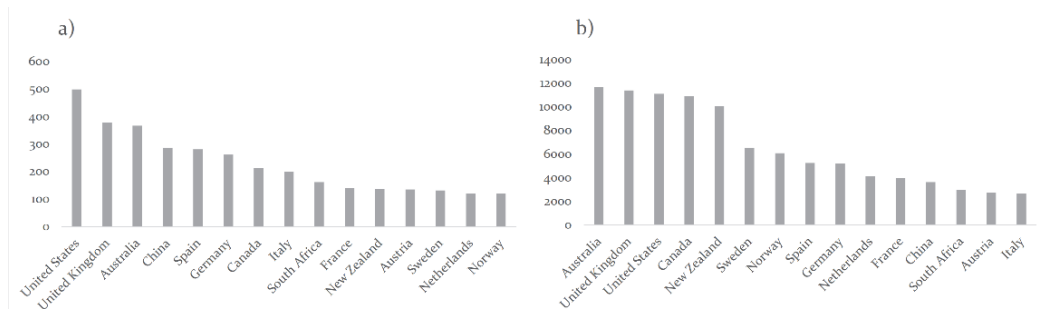 a)
600
500
400
300
200
100
0
United States
United Kingdom
Australia
China
Spain
Germany
Canada
Italy
South Africa
France
New Zealand
Austria
Sweden
Netherlands
Norway
b)
14000
12000
10000
8000
6000
4000
2000
0
Australia
United Kingdom
United States
Canada
New Zealand
Sweden
Norway
Spain
Germany
Netherlands
France
China
South Africa
Austria
Italy